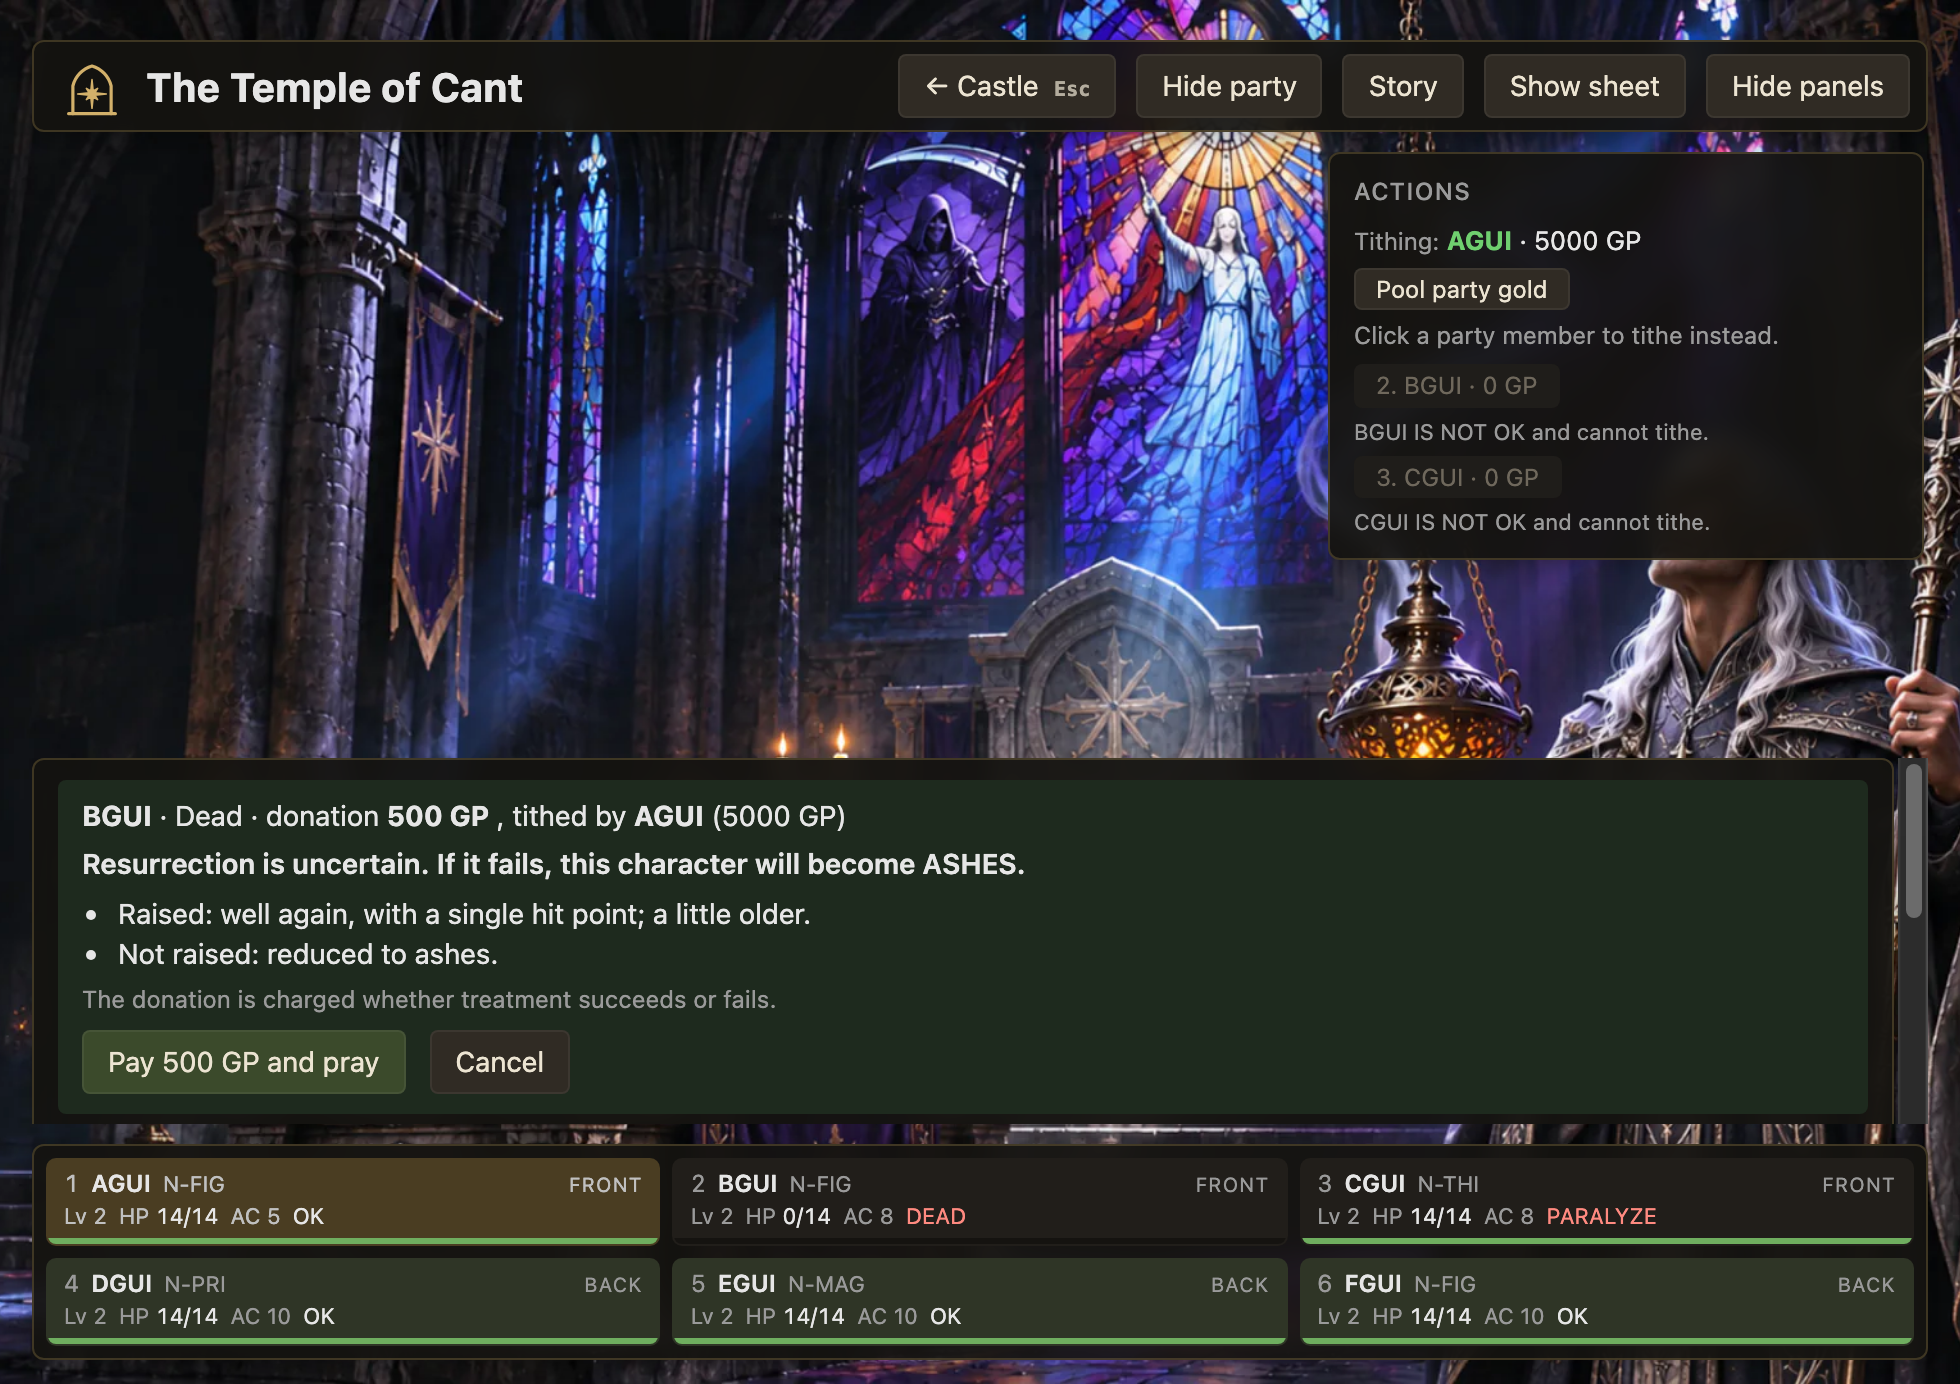 The Temple of Cant
← Castle Esc
Hide party
Story
Show sheet
Hide panels
ACTIONS
Tithing: AGUI · 5000 GP
Pool party gold
Click a party member to tithe instead.
2. BGUI · 0 GP
BGUI IS NOT OK and cannot tithe.
3. CGUI · 0 GP
CGUI IS NOT OK and cannot tithe.
BGUI · Dead · donation 500 GP , tithed by AGUI (5000 GP)
Resurrection is uncertain. If it fails, this character will become ASHES.
• Raised: well again, with a single hit point; a little older.
• Not raised: reduced to ashes.
The donation is charged whether treatment succeeds or fails.
Pay 500 GP and pray
Cancel
1 AGUI N-FIG FRONT
Lv 2 HP 14/14 AC 5 OK
2 BGUI N-FIG FRONT
Lv 2 HP 0/14 AC 8 DEAD
3 CGUI N-THI FRONT
Lv 2 HP 14/14 AC 8 PARALYZE
4 DGUI N-PRI BACK
Lv 2 HP 14/14 AC 10 OK
5 EGUI N-MAG BACK
Lv 2 HP 14/14 AC 10 OK
6 FGUI N-FIG BACK
Lv 2 HP 14/14 AC 10 OK